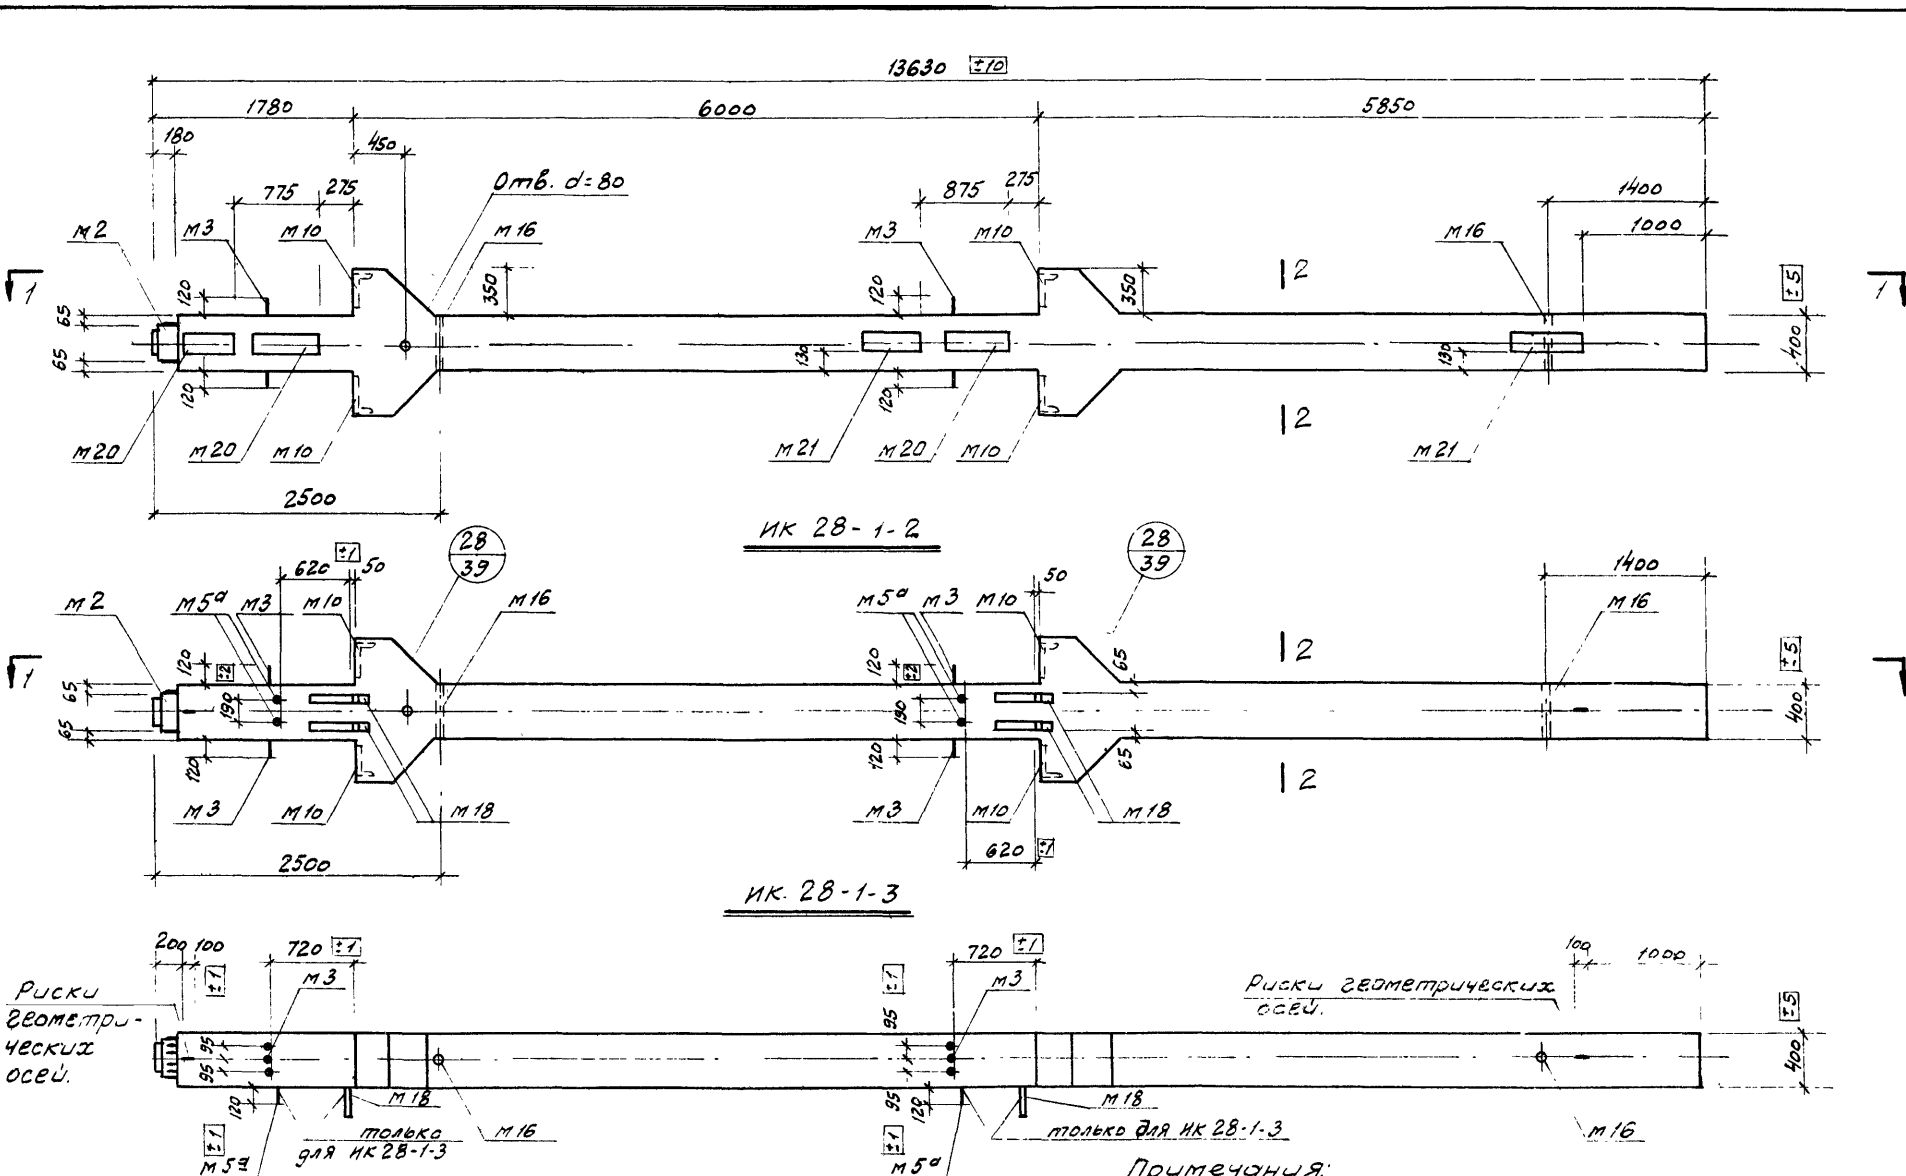 13630 ±10
1780 6000 5850
180 450
Отв. d=80
775 275 875 275 1400
1000
М2 М3 М10 М16 М3 М10 М16
1 120 350 120 350 2 ±5 1
65
65 130 130 400
120 120
М20 М20 М10 М21 М20 М10 2 М21
2500
ИК 28-1-2
28 28
39 39
620 ±1 50 50 1400
М2 М5а М3 М10 М16 М5а М3 М10 М16
1 120 ±2 120 ±2 65 2 ±5
65 190 190 400
65 120 120 65
М3 М10 М18 М3 М10 М18 2
2500 620 ±1
ИК. 28-1-3
200 100 720 ±1 720 ±1 100 1000
±1 М3 ±1 М3
Риски
геометри-
ческих
осей.
Риски геометрических
осей.
95 95 ±5
95 95 400
120 М18 120 М18
±1 только
для ИК 28-1-3
М16 ±1 только для ИК 28-1-3 М16
М5а М5а
Примечания: